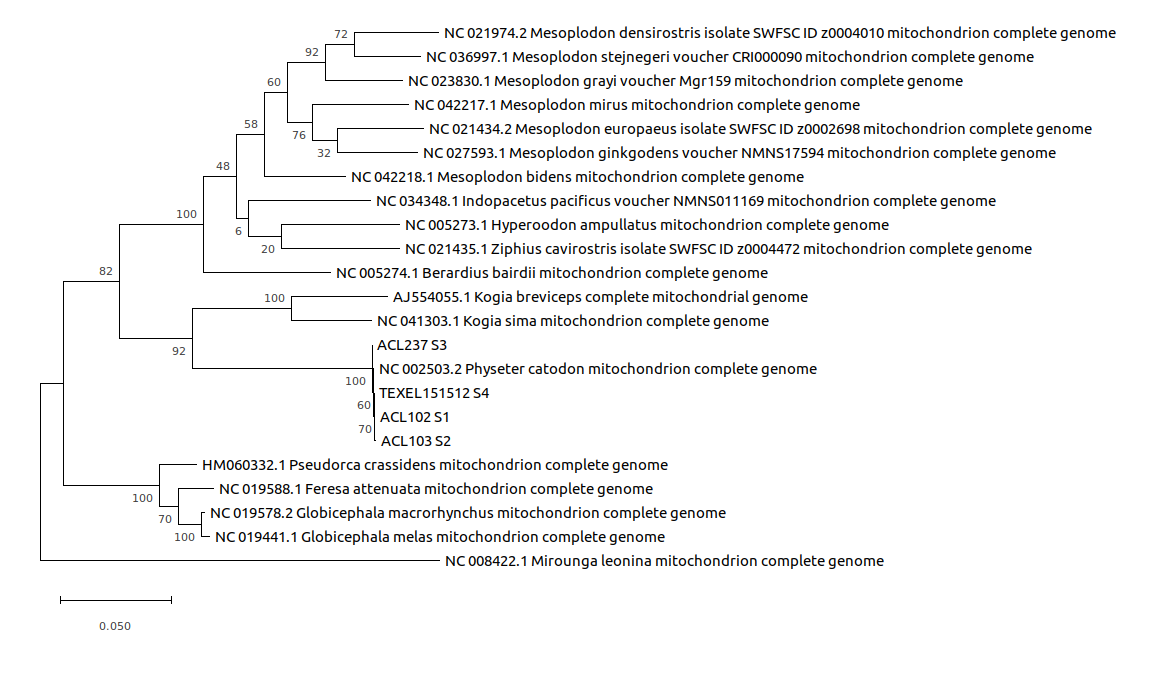 72
NC 021974.2 Mesoplodon densirostris isolate SWFSC ID z0004010 mitochondrion complete genome
92
NC 036997.1 Mesoplodon stejnegeri voucher CRI000090 mitochondrion complete genome
60
NC 023830.1 Mesoplodon grayi voucher Mgr159 mitochondrion complete genome
NC 042217.1 Mesoplodon mirus mitochondrion complete genome
58
76
NC 021434.2 Mesoplodon europaeus isolate SWFSC ID z0002698 mitochondrion complete genome
32
NC 027593.1 Mesoplodon ginkgodens voucher NMNS17594 mitochondrion complete genome
48
NC 042218.1 Mesoplodon bidens mitochondrion complete genome
NC 034348.1 Indopacetus pacificus voucher NMNS011169 mitochondrion complete genome
100
6
NC 005273.1 Hyperoodon ampullatus mitochondrion complete genome
20
NC 021435.1 Ziphius cavirostris isolate SWFSC ID z0004472 mitochondrion complete genome
82
NC 005274.1 Berardius bairdii mitochondrion complete genome
100
AJ554055.1 Kogia breviceps complete mitochondrial genome
NC 041303.1 Kogia sima mitochondrion complete genome
92
ACL237 S3
NC 002503.2 Physeter catodon mitochondrion complete genome
100
TEXEL151512 S4
60
ACL102 S1
70
ACL103 S2
HM060332.1 Pseudorca crassidens mitochondrion complete genome
100
NC 019588.1 Feresa attenuata mitochondrion complete genome
70
NC 019578.2 Globicephala macrorhynchus mitochondrion complete genome
100
NC 019441.1 Globicephala melas mitochondrion complete genome
NC 008422.1 Mirounga leonina mitochondrion complete genome
0.050